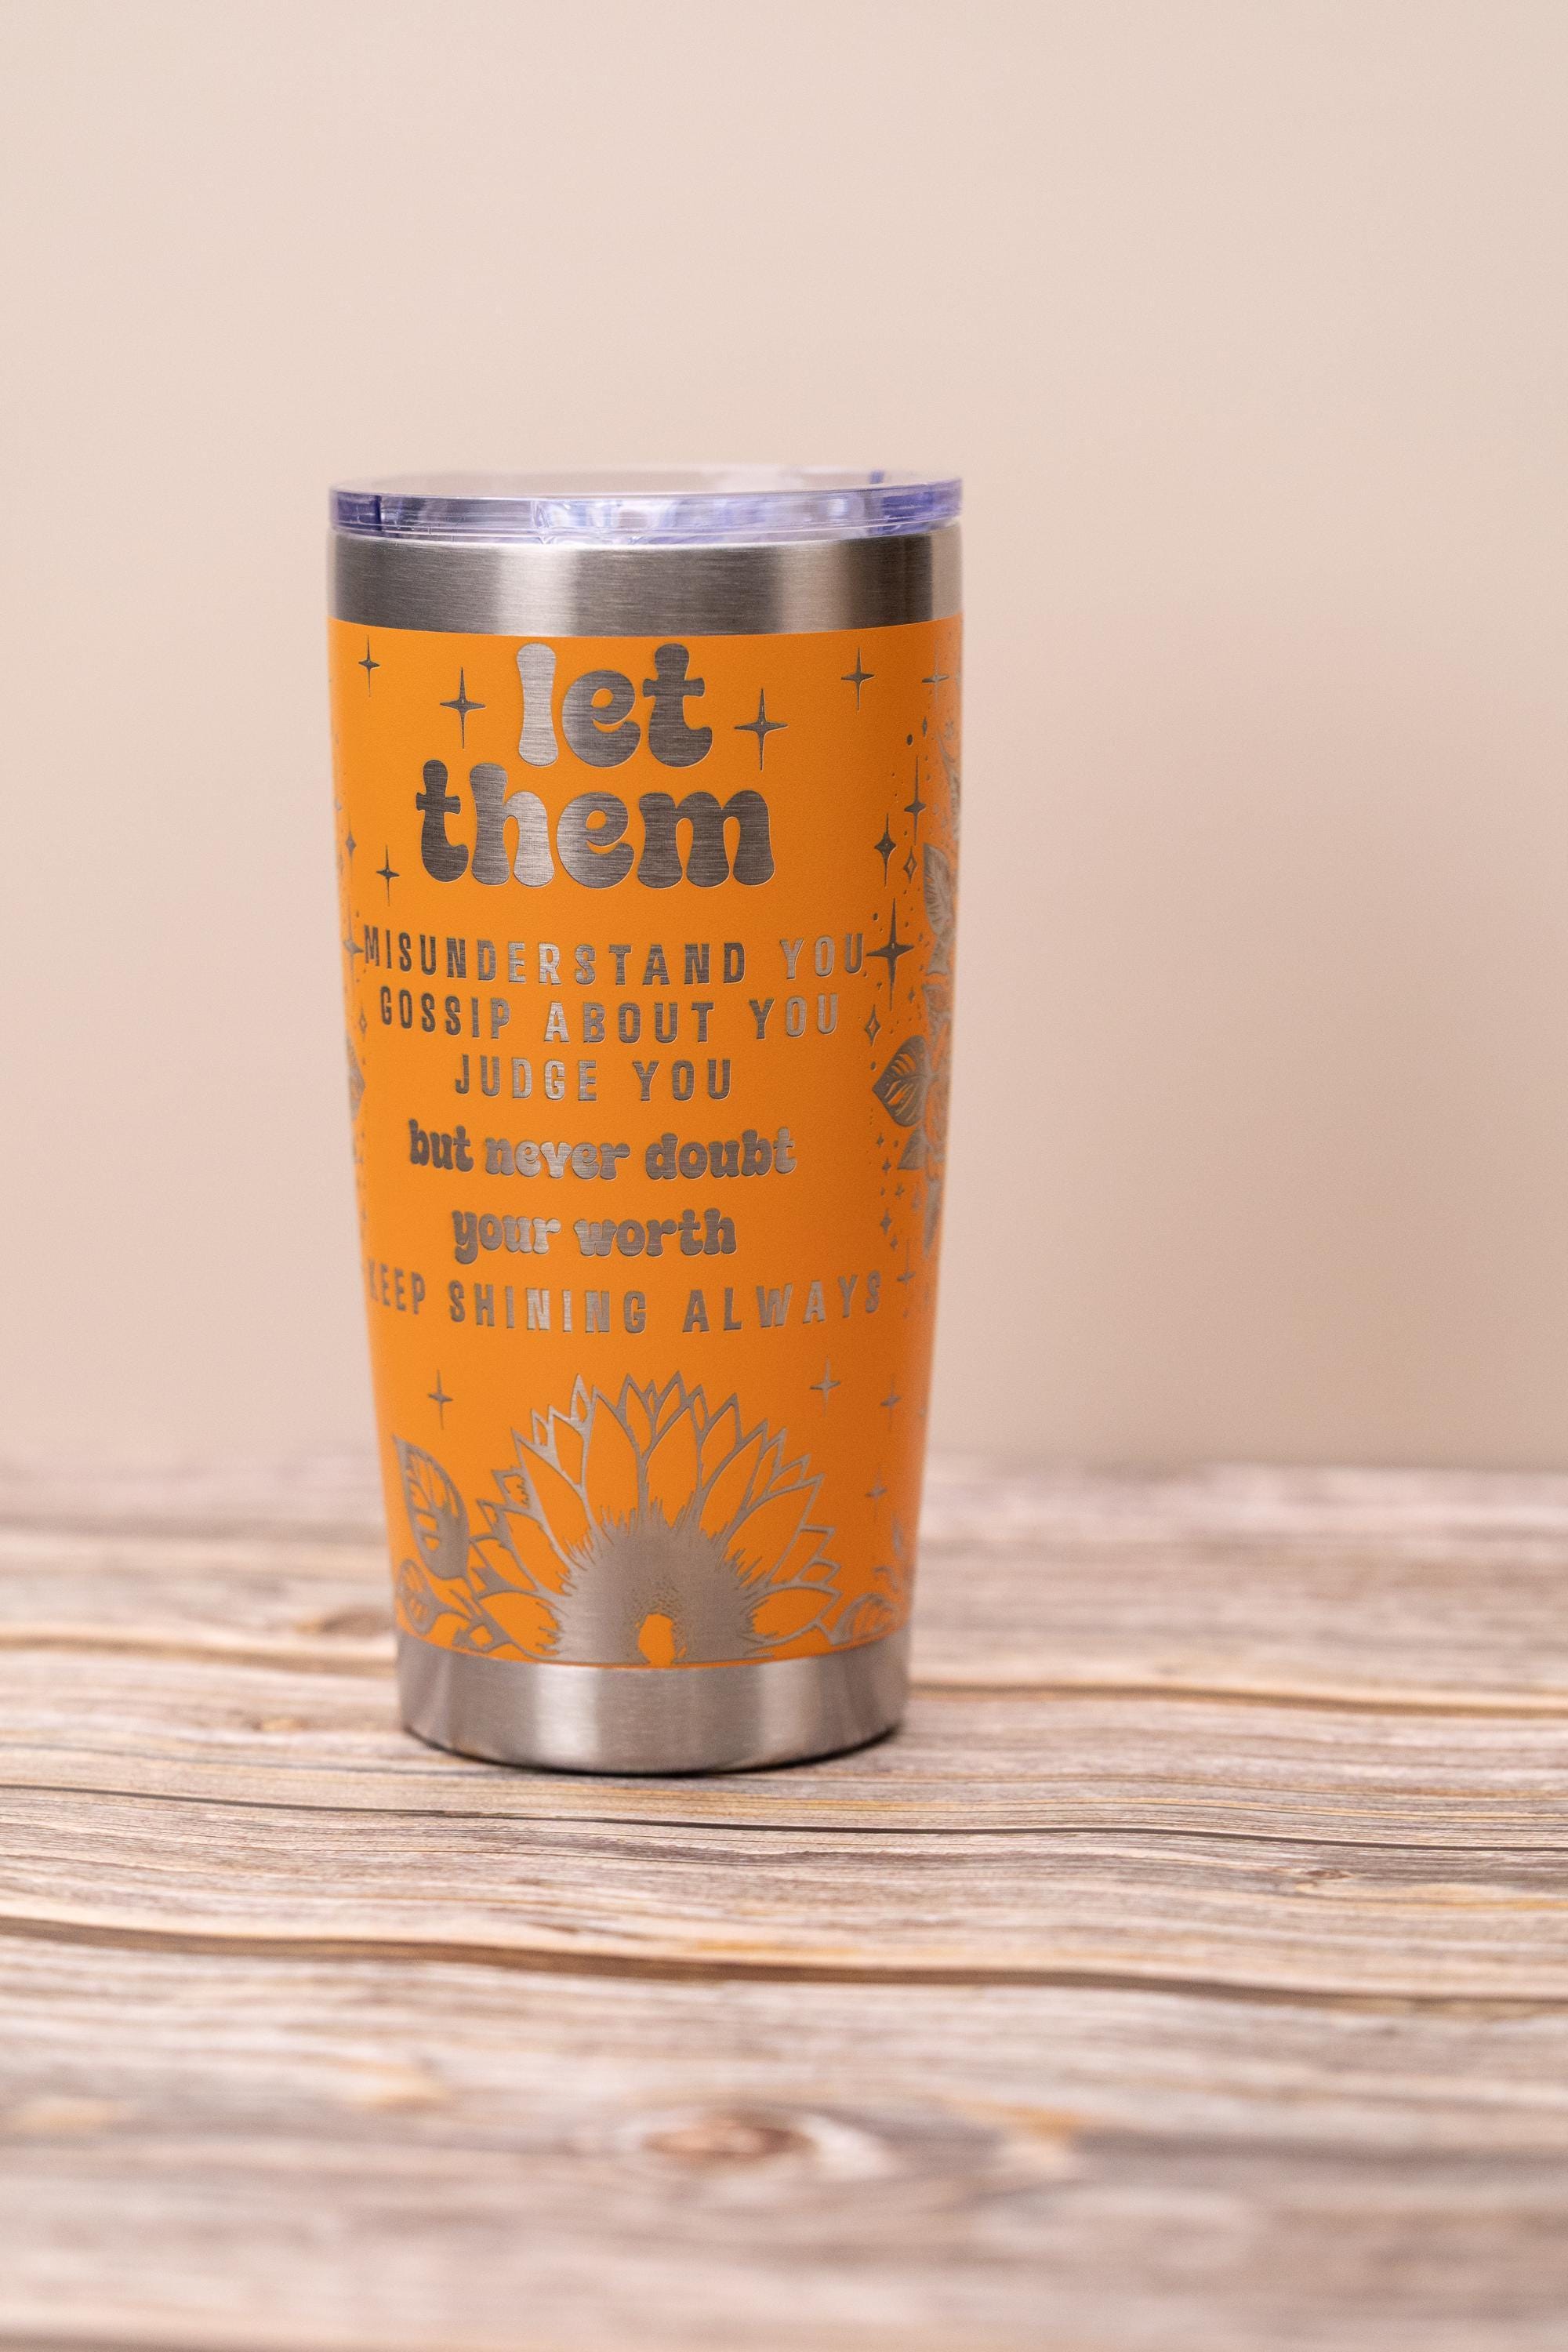 let
them
MISUNDERSTAND YOU
GOSSIP ABOUT YOU
JUDGE YOU
but never doubt
your worth
KEEP SHINING ALWAYS